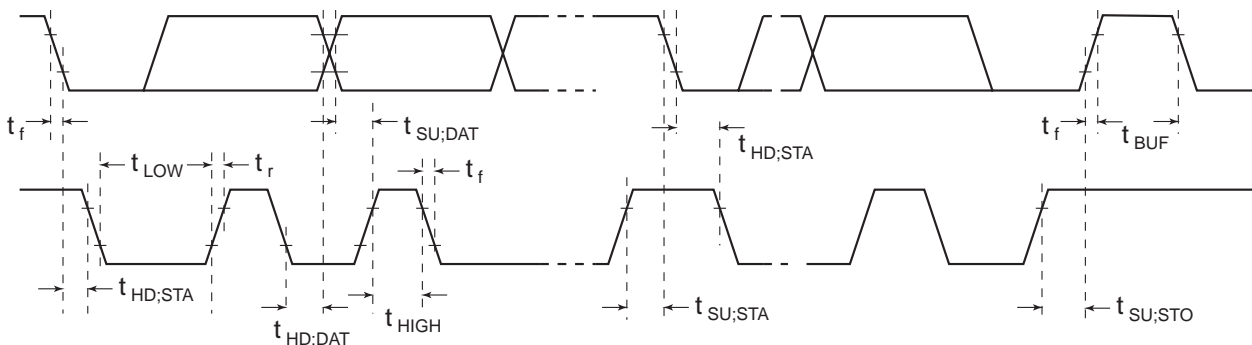 t f
t SU;DAT
t HD;STA
t f
t BUF
t LOW
t r
t f
t HD;STA
t HD;DAT
t HIGH
t SU;STA
t SU;STO